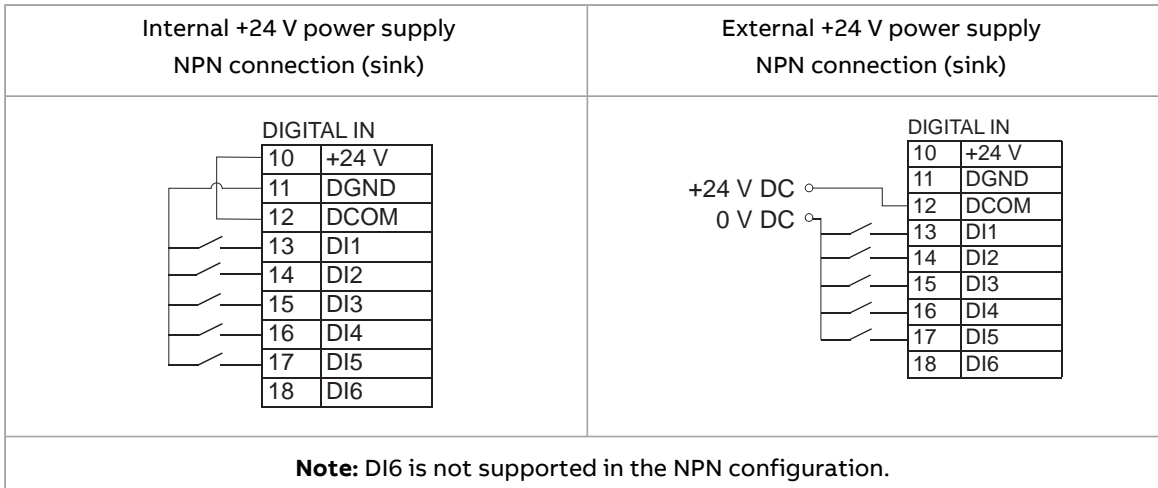 Internal +24 V power supply
NPN connection (sink)
External +24 V power supply
NPN connection (sink)
DIGITAL IN
10 +24 V
11 DGND
12 DCOM
13 DI1
14 DI2
15 DI3
16 DI4
17 DI5
18 DI6
DIGITAL IN
10 +24 V
11 DGND
+24 V DC
12 DCOM
0 V DC
13 DI1
14 DI2
15 DI3
16 DI4
17 DI5
18 DI6
Note: DI6 is not supported in the NPN configuration.